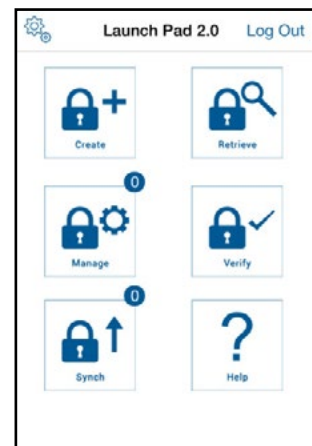 Launch Pad 2.0 Log Out
Create Retrieve
0
Manage Verify
0
Synch Help